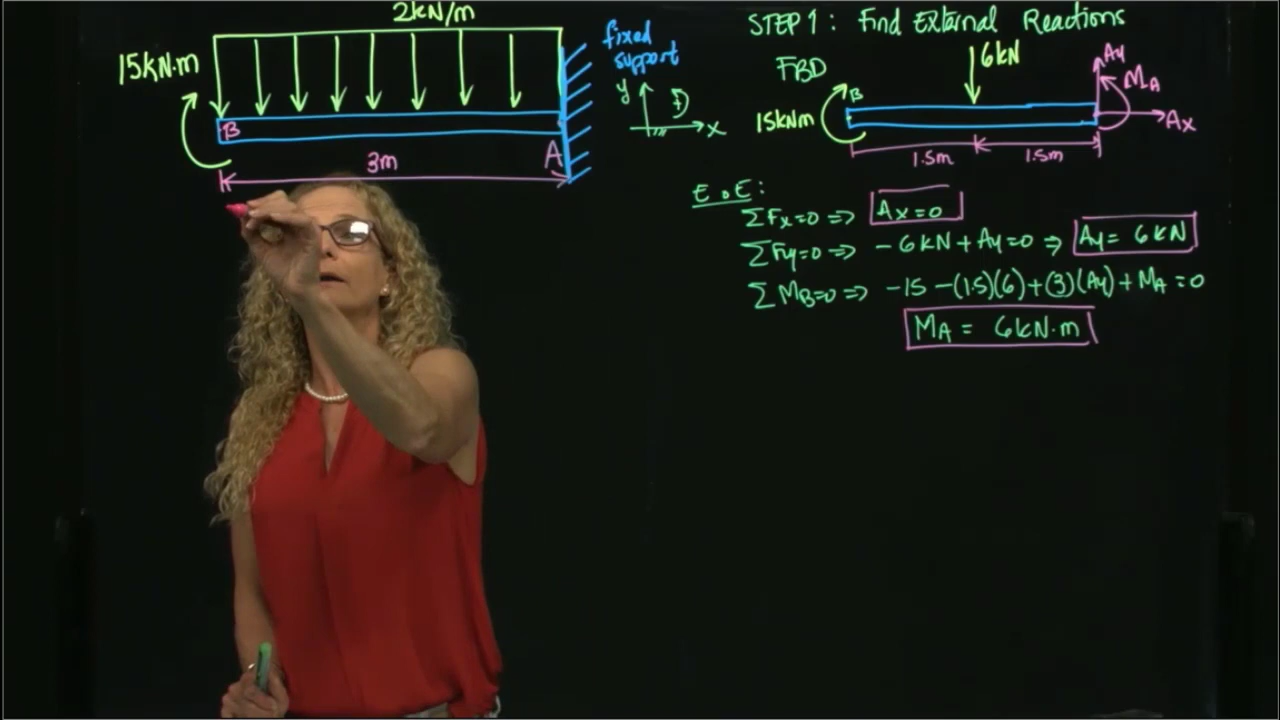 2kN/m
15kN·m
fixed
support
B
A
3m
y
x
+
STEP 1: Find External Reactions
FBD
6kN
Ay
MA
B
15kNm
Ax
1.5m
1.5m
E.o.E:
ΣFx=0 => Ax=0
ΣFy=0 => -6kN+Ay=0 => Ay= 6kN
ΣMB=0 => -15-(1.5)(6)+(3)(Ay)+MA=0
MA = 6kN·m